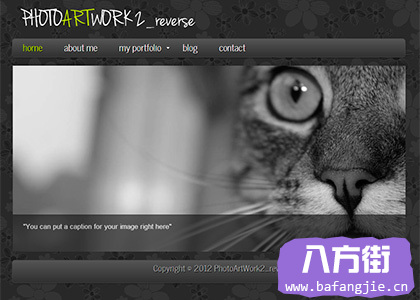 PHOTOARTWORK2_reverse
home about me my portfolio blog contact
"You can put a caption for your image right here"
Copyright © 2012 PhotoArtWork2_rev
八方街
www.bafangjie.cn